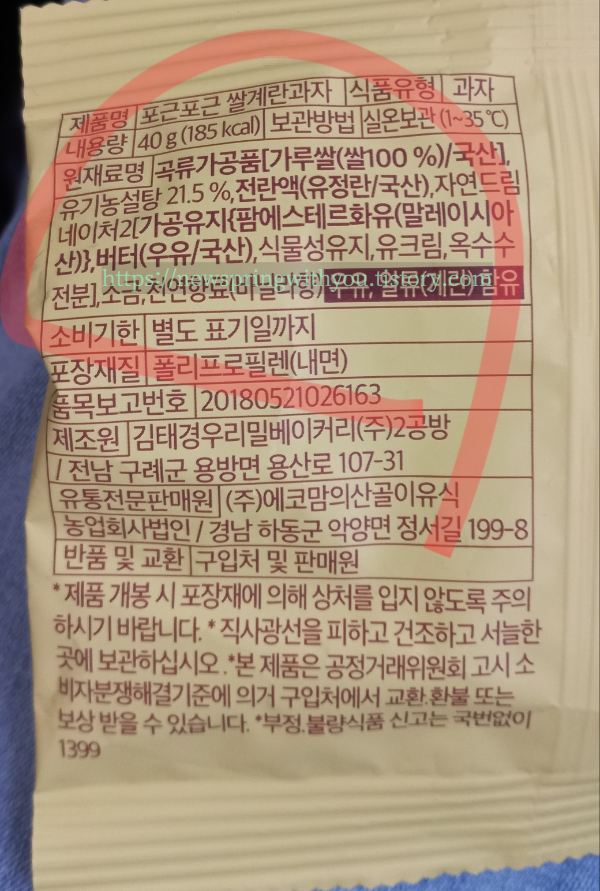 제품명 포근포근 쌀계란과자 식품유형 과자
내용량 40 g (185 kcal) 보관방법 실온보관 (1~35℃)
원재료명 곡류가공품[가루쌀(쌀100 %)/국산],
유기농설탕 21.5 %,전란액(유정란/국산),자연드림
네이처2[가공유지{팜에스테르화유(말레이시아
산)},버터(우유/국산),식물성유지,유크림,옥수수
전분],소금,천연향료(바닐라향) 우유, 알류(계란) 함유
https://newspringwithyou.tistory.com
소비기한 별도 표기일까지
포장재질 폴리프로필렌(내면)
품목보고번호 20180521026163
제조원 김태경우리밀베이커리(주)2공방
/ 전남 구례군 용방면 용산로 107-31
유통전문판매원 (주)에코맘의산골이유식
농업회사법인 / 경남 하동군 악양면 정서길 199-8
반품 및 교환 구입처 및 판매원
* 제품 개봉 시 포장재에 의해 상처를 입지 않도록 주의
하시기 바랍니다. * 직사광선을 피하고 건조하고 서늘한
곳에 보관하십시오. *본 제품은 공정거래위원회 고시 소
비자분쟁해결기준에 의거 구입처에서 교환.환불 또는
보상 받을 수 있습니다. *부정.불량식품 신고는 국번없이
1399